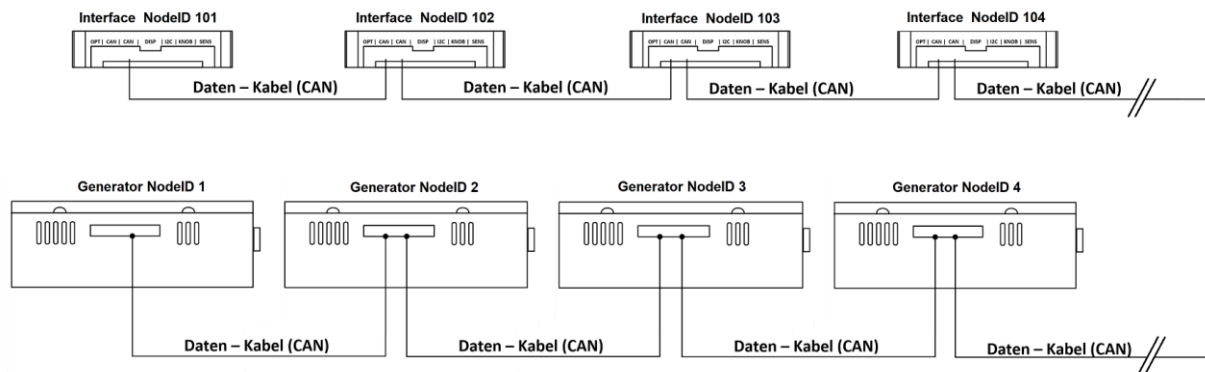 Interface NodeID 101
Interface NodeID 102
Interface NodeID 103
Interface NodeID 104
OPT | CAN | CAN | DISP | I2C | KNOB | SENS
OPT | CAN | CAN | DISP | I2C | KNOB | SENS
OPT | CAN | CAN | DISP | I2C | KNOB | SENS
OPT | CAN | CAN | DISP | I2C | KNOB | SENS
Daten – Kabel (CAN)
Daten – Kabel (CAN)
Daten – Kabel (CAN)
Daten – Kabel (CAN)
Generator NodeID 1
Generator NodeID 2
Generator NodeID 3
Generator NodeID 4
Daten – Kabel (CAN)
Daten – Kabel (CAN)
Daten – Kabel (CAN)
Daten – Kabel (CAN)